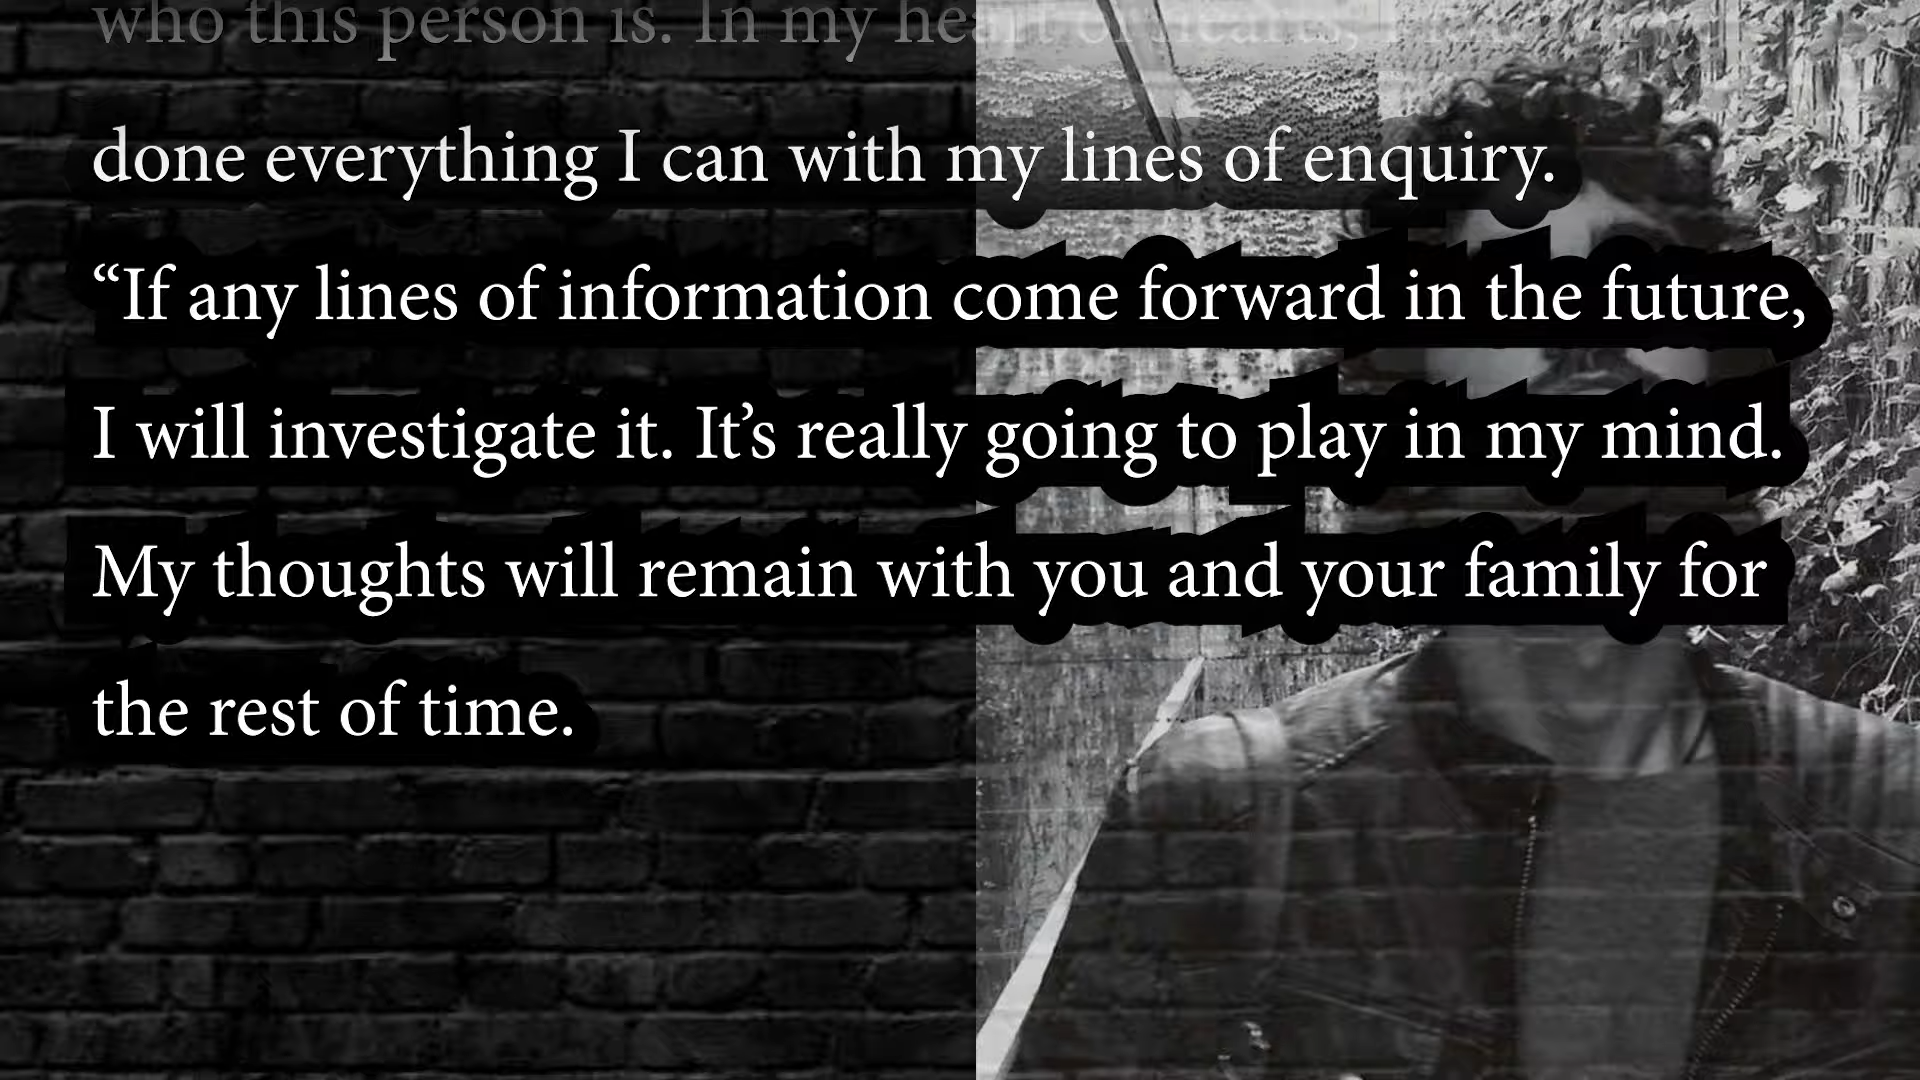 who this person is. In my heart of hearts, I
done everything I can with my lines of enquiry.
“If any lines of information come forward in the future,
I will investigate it. It’s really going to play in my mind.
My thoughts will remain with you and your family for
the rest of time.